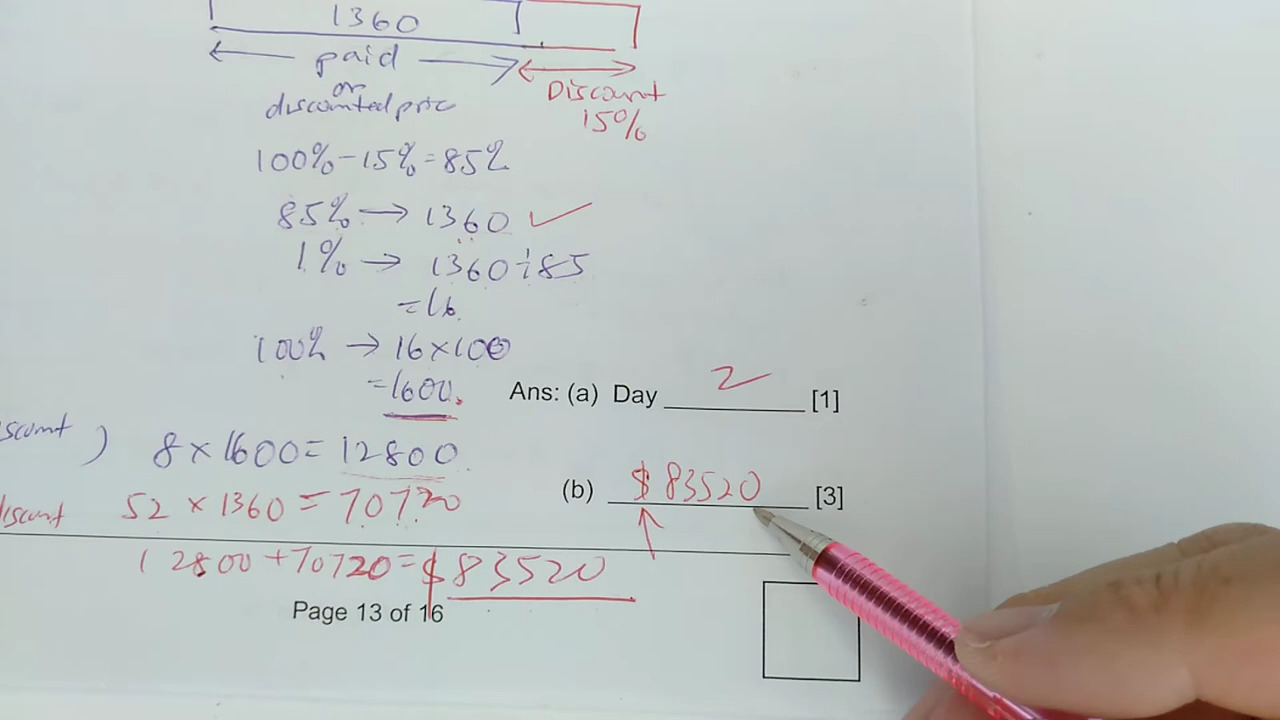 1360
paid
or
discounted price
Discount
15%
100% - 15% = 85%
85% → 1360 ✓
1% → 1360 ÷ 85
= 16
100% → 16 × 100
= 1600
Ans: (a) Day 2 [1]
) 8 × 1600 = 12800
(b) $83520 [3]
52 × 1360 = 70720
12800 + 70720 = $83520
Page 13 of 16